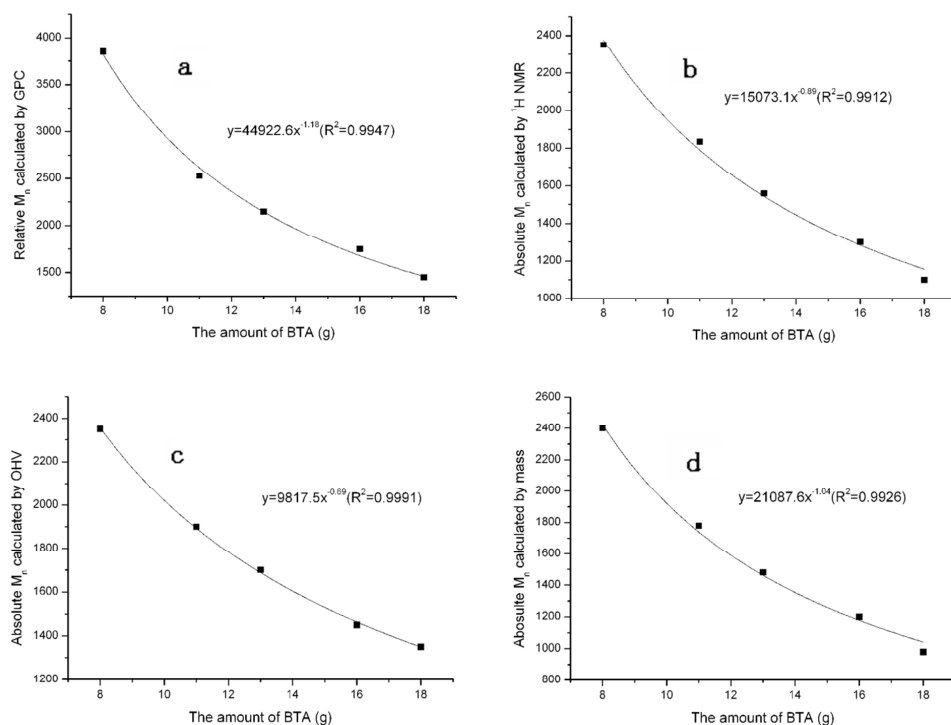 a
Relative Mn calculated by GPC
4000
3500
3000
2500
2000
1500
y=44922.6x^-1.18(R^2=0.9947)
8 10 12 14 16 18
The amount of BTA (g)
b
Absolute Mn calculated by ^1H NMR
2400
2200
2000
1800
1600
1400
1200
1000
y=15073.1x^-0.89(R^2=0.9912)
8 10 12 14 16 18
The amount of BTA (g)
c
Absolute Mn calculated by OHV
2400
2200
2000
1800
1600
1400
1200
y=9817.5x^-0.69(R^2=0.9991)
8 10 12 14 16 18
The amount of BTA (g)
d
Abosuite Mn calculated by mass
2600
2400
2200
2000
1800
1600
1400
1200
1000
800
y=21087.6x^-1.04(R^2=0.9926)
8 10 12 14 16 18
The amount of BTA (g)